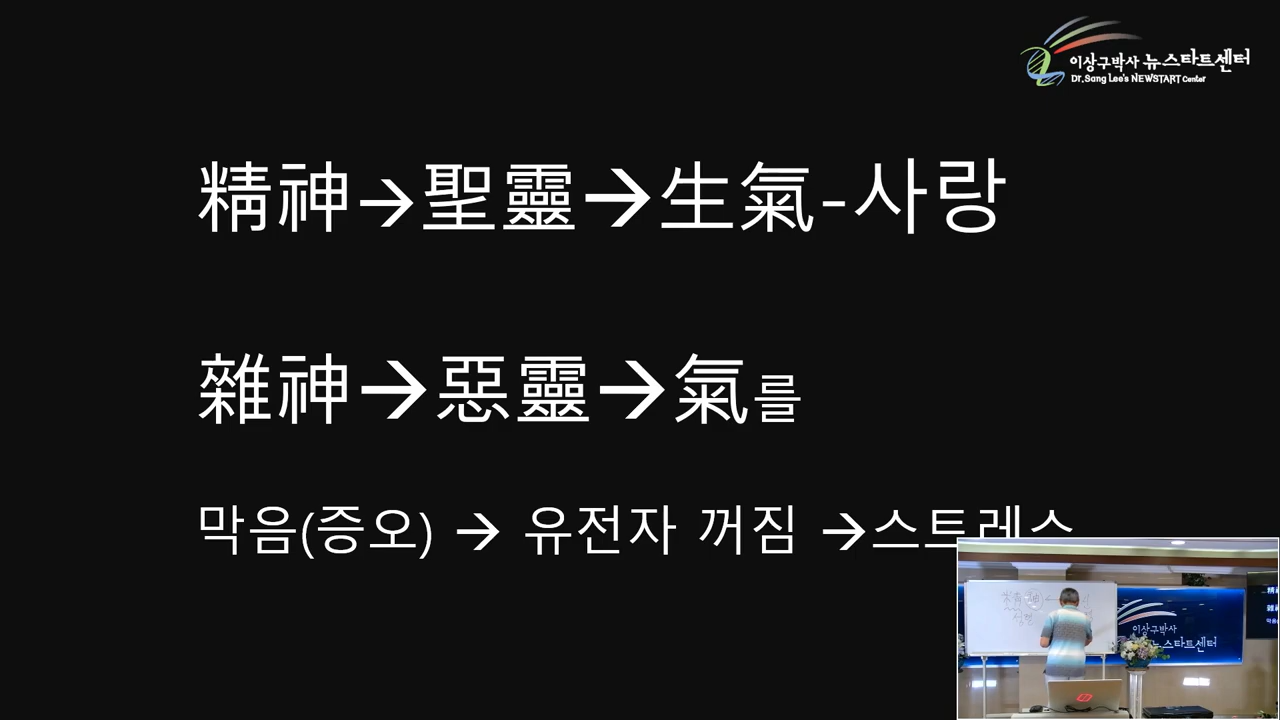 이상구박사 뉴스타트센터
Dr.Sang Lee's NEWSTART Center
精神→聖靈→生氣-사랑
雜神→惡靈→氣를
막음(증오) → 유전자 꺼짐 →스트레스
이상구박사
뉴스타트센터